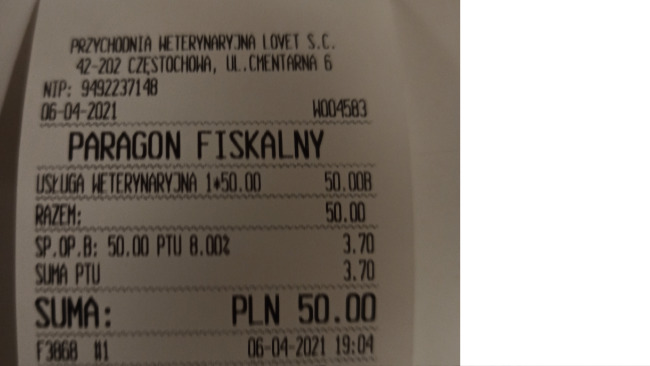 PRZYCHODNIA WETERYNARYJNA LOVET S.C.
42-202 CZĘSTOCHOWA, UL.CMENTARNA 6
NIP: 9492237148
06-04-2021 W004583
PARAGON FISKALNY
USŁUGA WETERYNARYJNA 1*50.00 50.00B
RAZEM: 50.00
SP.OP.B: 50.00 PTU 8.00% 3.70
SUMA PTU 3.70
SUMA: PLN 50.00
F3868 #1 06-04-2021 19:04